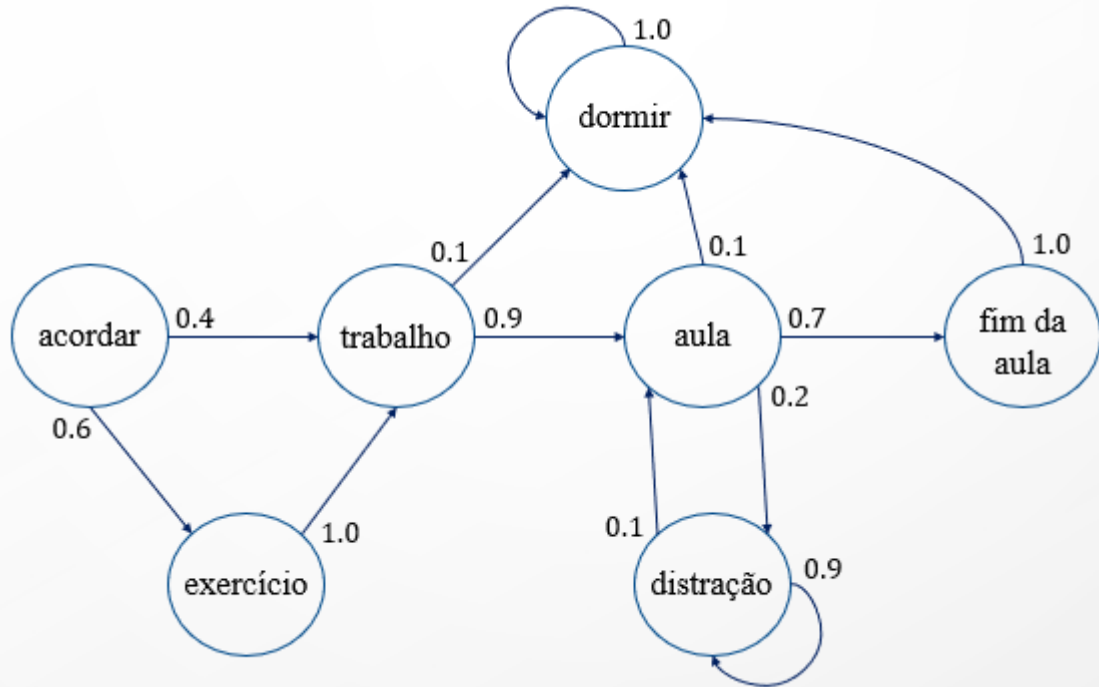 1.0
dormir
0.1
0.1
1.0
acordar
0.4
trabalho
0.9
aula
0.7
fim da
aula
0.6
0.2
1.0
0.1
exercício
distração
0.9